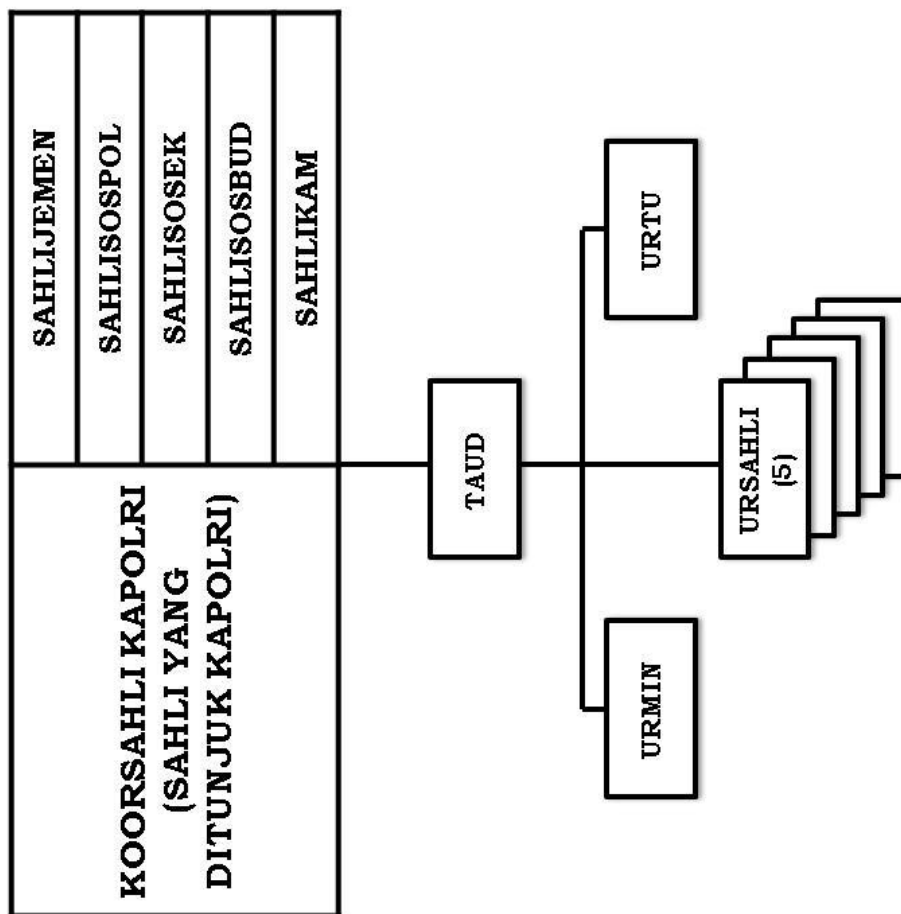 KOORSAHLI KAPOLRI
(SAHLI YANG
DITUNJUK KAPOLRI)
SAHLIJEMEN
SAHLISOSPOL
SAHLISOSEK
SAHLISOSBUD
SAHLIKAM
TAUD
URMIN
URTU
URSAHLI
(5)